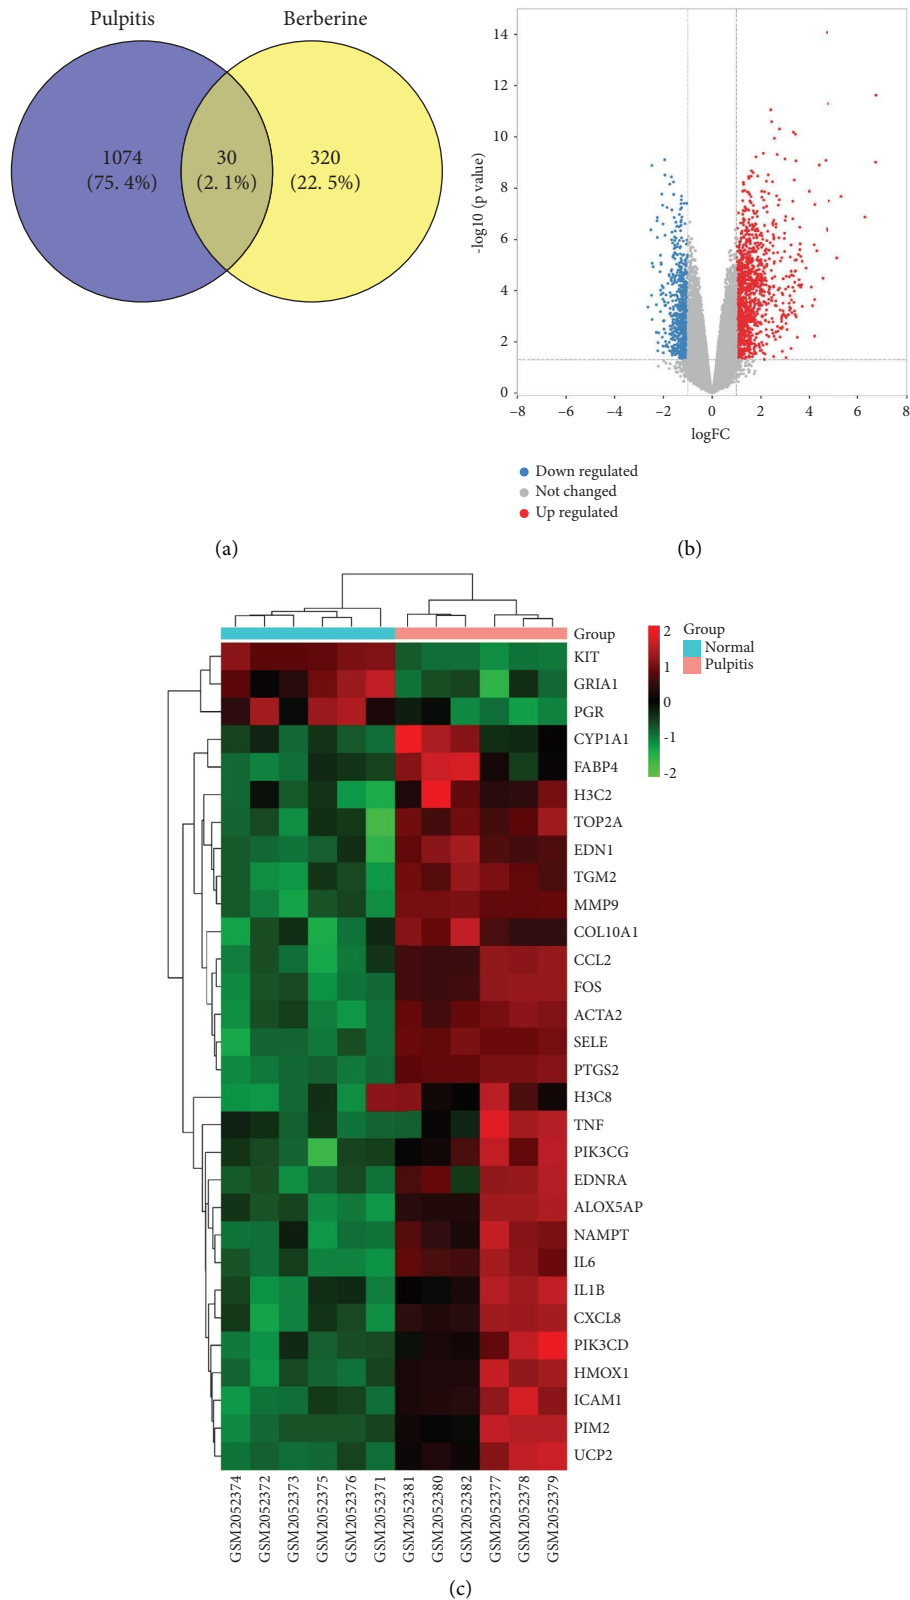 Pulpitis
Berberine
1074
(75. 4%)
30
(2. 1%)
320
(22. 5%)
(a)
14
12
10
8
6
4
2
0
-log10 (p value)
−8
−6
−4
−2
0
2
4
6
8
logFC
Down regulated
Not changed
Up regulated
(b)
Group
KIT
GRIA1
PGR
CYP1A1
FABP4
H3C2
TOP2A
EDN1
TGM2
MMP9
COL10A1
CCL2
FOS
ACTA2
SELE
PTGS2
H3C8
TNF
PIK3CG
EDNRA
ALOX5AP
NAMPT
IL6
IL1B
CXCL8
PIK3CD
HMOX1
ICAM1
PIM2
UCP2
2
1
0
-1
-2
Group
Normal
Pulpitis
GSM2052374
GSM2052372
GSM2052373
GSM2052375
GSM2052376
GSM2052371
GSM2052381
GSM2052380
GSM2052382
GSM2052377
GSM2052378
GSM2052379
(c)